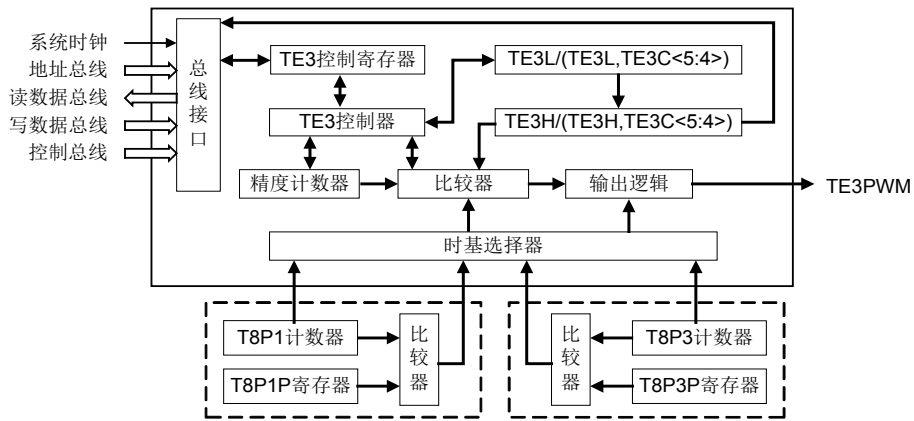 系统时钟
地址总线
读数据总线
写数据总线
控制总线
总线接口
TE3控制寄存器
TE3L/(TE3L,TE3C<5:4>)
TE3控制器
TE3H/(TE3H,TE3C<5:4>)
精度计数器
比较器
输出逻辑
TE3PWM
时基选择器
T8P1计数器
T8P1P寄存器
比较器
比较器
T8P3计数器
T8P3P寄存器